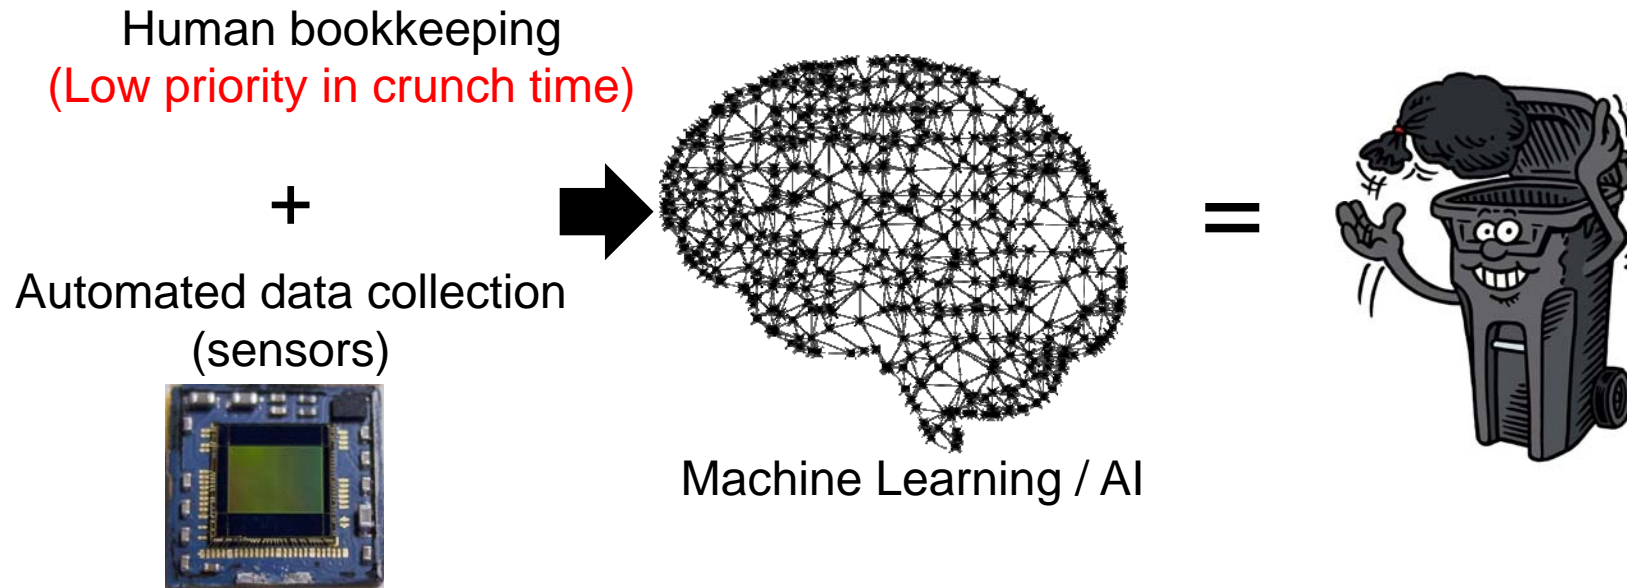 Human bookkeeping
(Low priority in crunch time)
+
Automated data collection
(sensors)
Machine Learning / AI
=